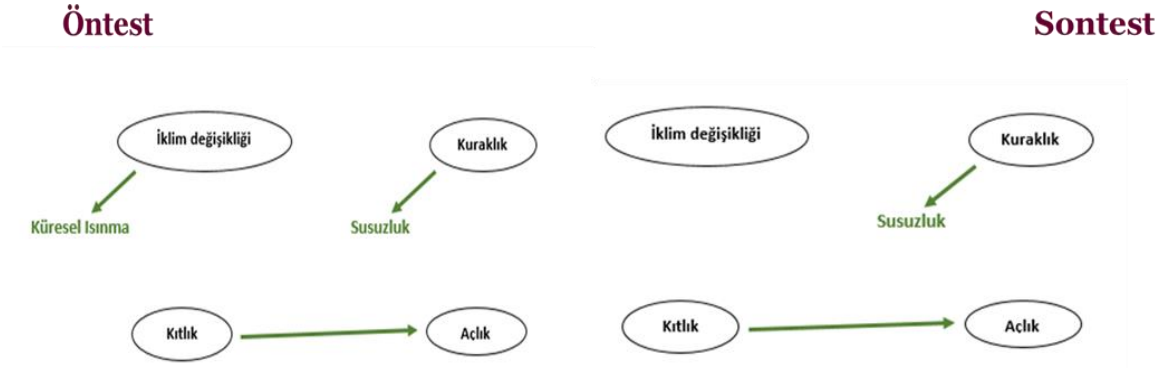 Öntest
Sontest
İklim değişikliği
Kuraklık
Küresel Isınma
Susuzluk
Kıtlık
Açlık
İklim değişikliği
Kuraklık
Susuzluk
Kıtlık
Açlık